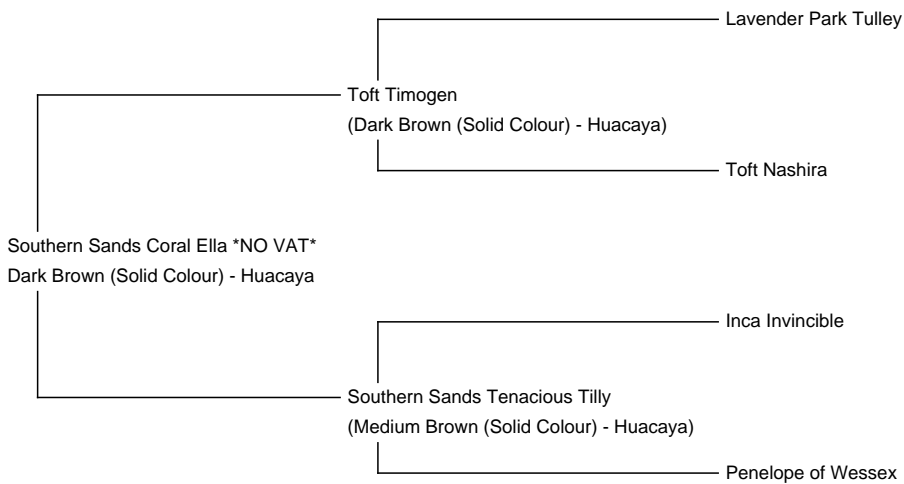 Lavender Park Tulley
Toft Timogen
(Dark Brown (Solid Colour) - Huacaya)
Toft Nashira
Southern Sands Coral Ella *NO VAT*
Dark Brown (Solid Colour) - Huacaya
Inca Invincible
Southern Sands Tenacious Tilly
(Medium Brown (Solid Colour) - Huacaya)
Penelope of Wessex